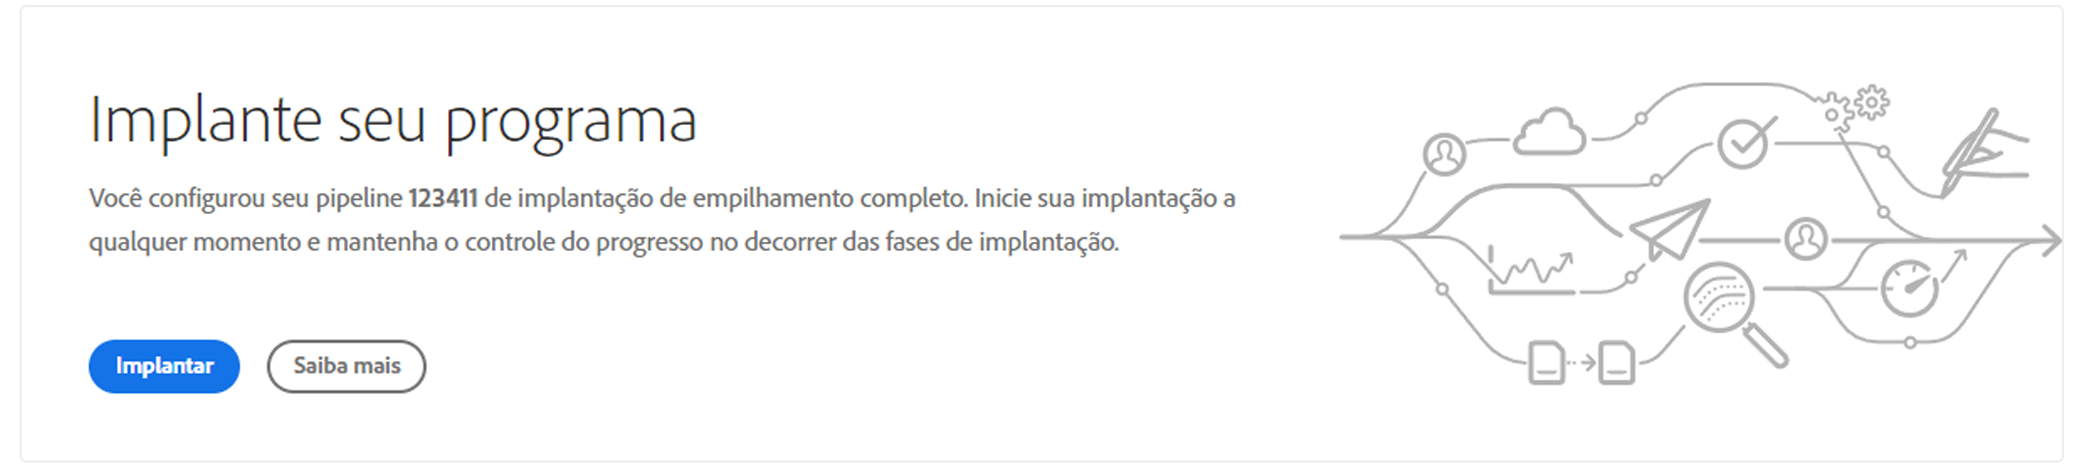 Implante seu programa
Você configurou seu pipeline 123411 de implantação de empilhamento completo. Inicie sua implantação a
qualquer momento e mantenha o controle do progresso no decorrer das fases de implantação.
Implantar
Saiba mais